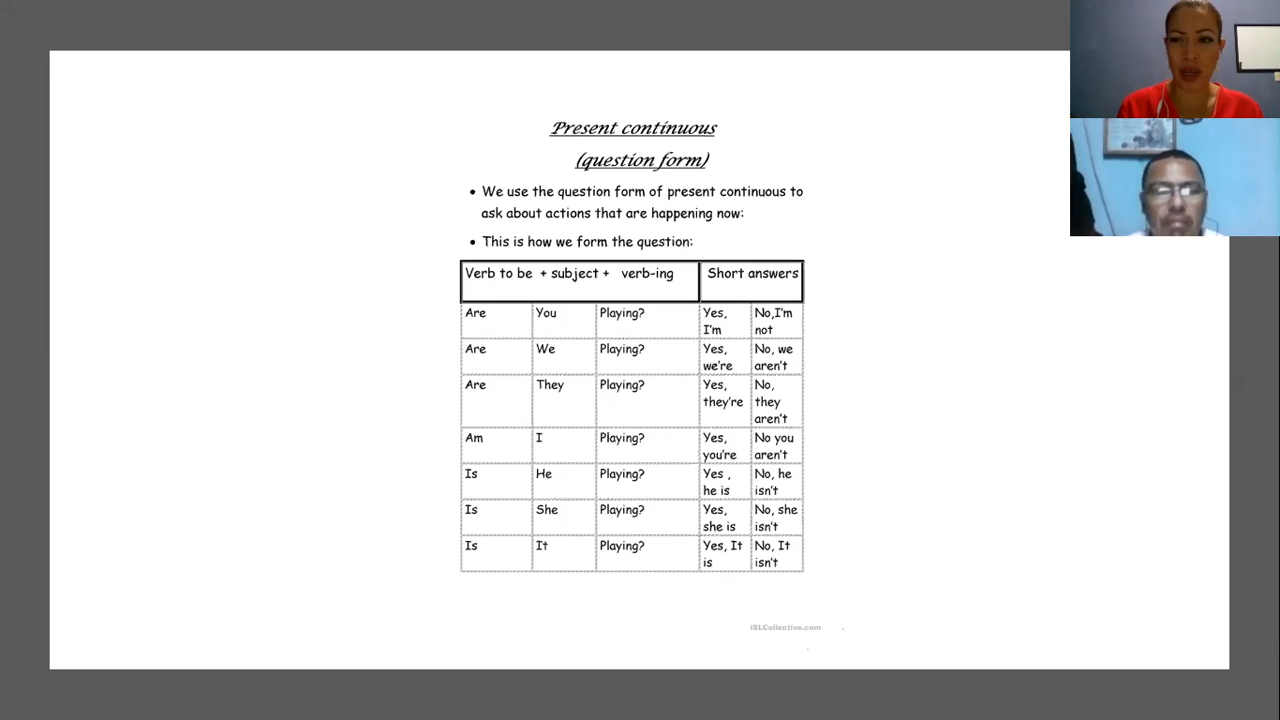 Present continuous
(question form)
• We use the question form of present continuous to
ask about actions that are happening now:
• This is how we form the question:
Verb to be + subject + verb-ing Short answers
Are You Playing? Yes, I'm No,I'm not
Are We Playing? Yes, we're No, we aren't
Are They Playing? Yes, they're No, they aren't
Am I Playing? Yes, you're No you aren't
Is He Playing? Yes , he is No, he isn't
Is She Playing? Yes, she is No, she isn't
Is It Playing? Yes, It is No, It isn't
iSLCollective.com